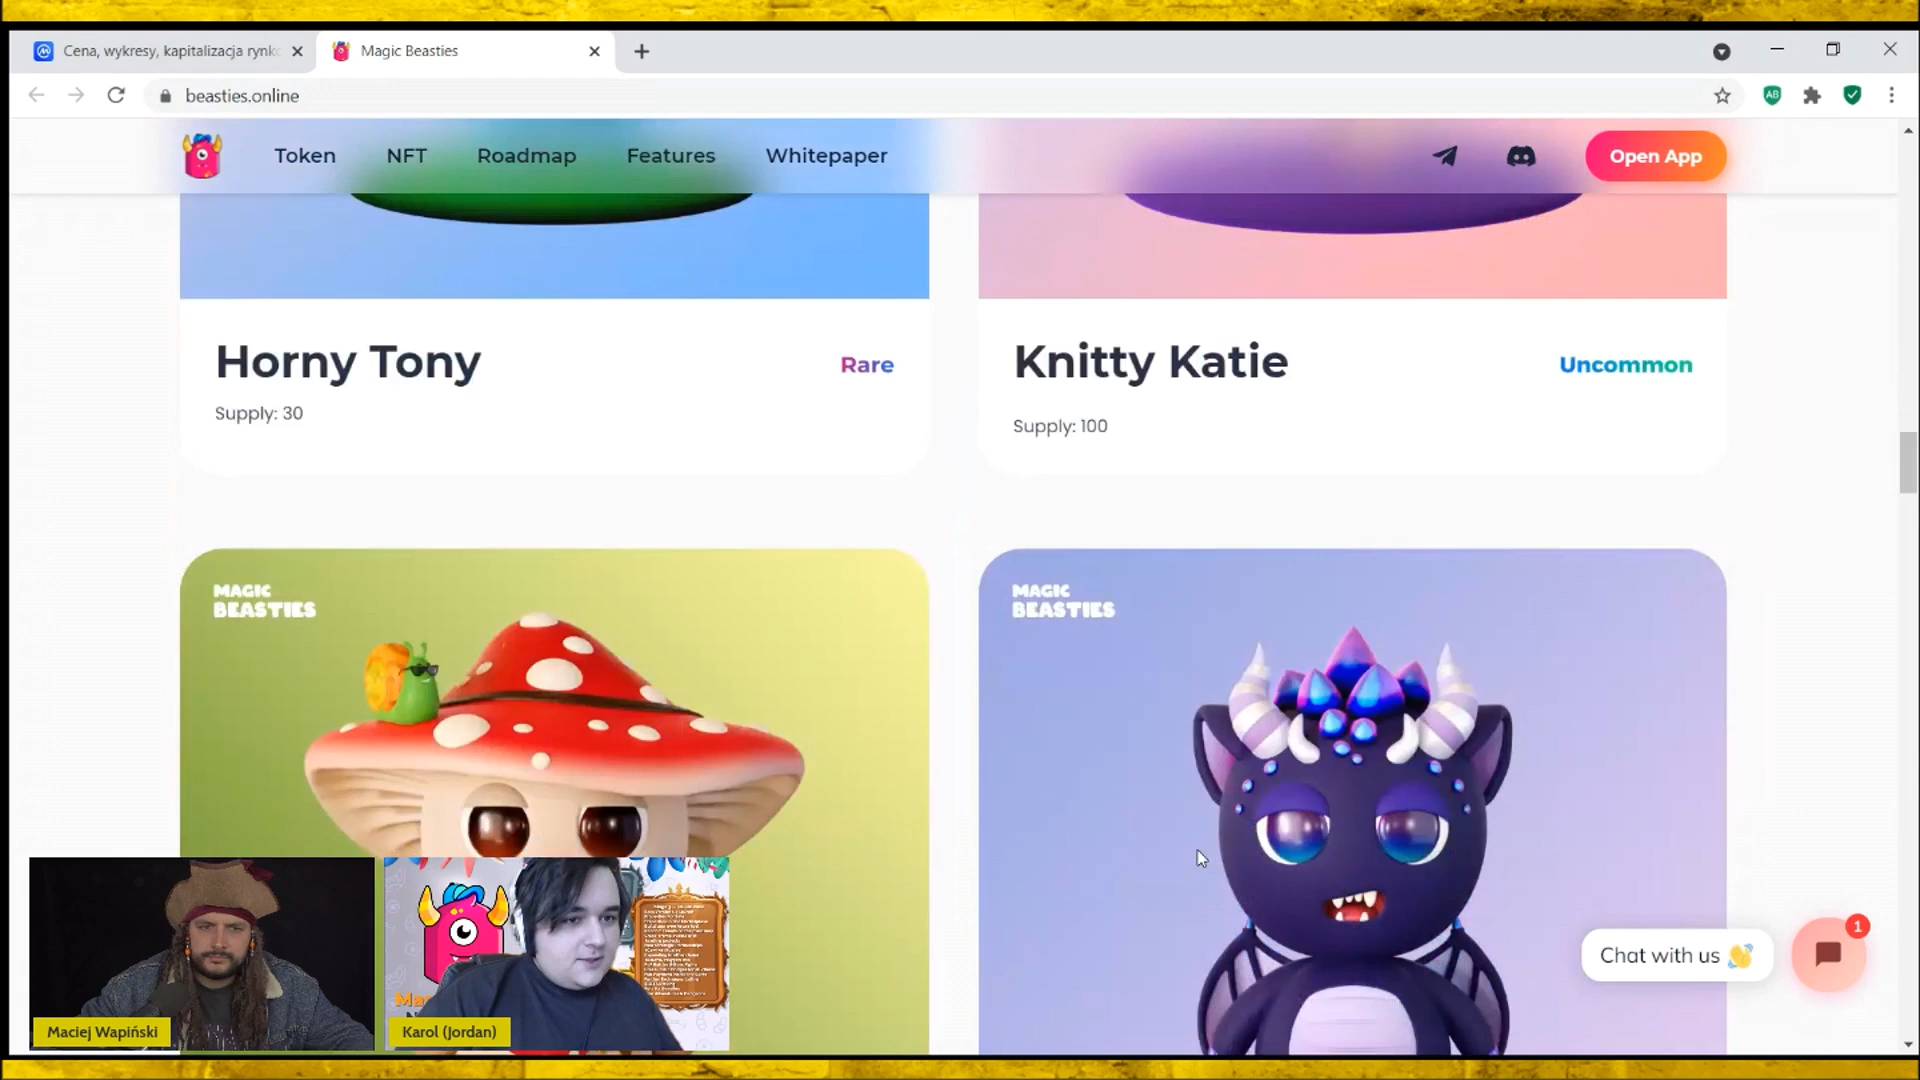 Cena, wykresy, kapitalizacja rynk
Magic Beasties
beasties.online
Token
NFT
Roadmap
Features
Whitepaper
Open App
Horny Tony
Rare
Supply: 30
Knitty Katie
Uncommon
Supply: 100
MAGIC
BEASTIES
MAGIC
BEASTIES
Chat with us
1
Maciej Wapiński
Karol (Jordan)